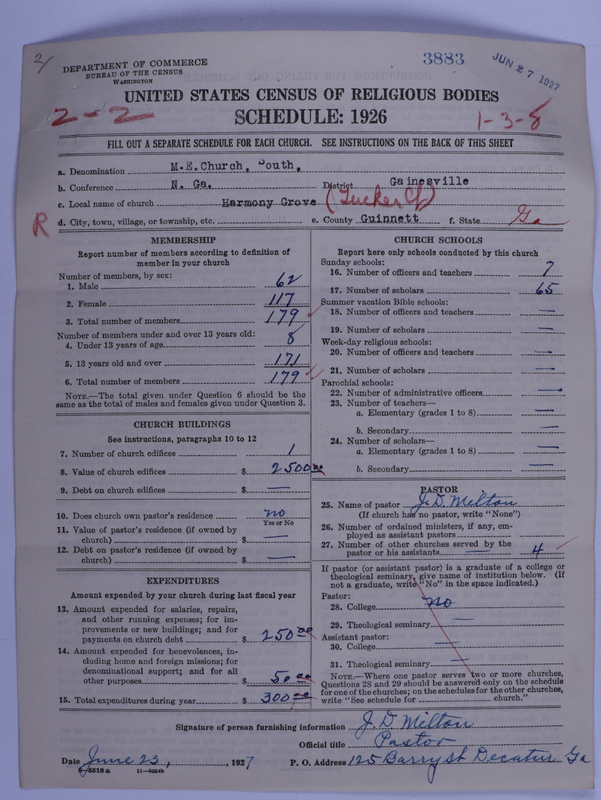 2/
DEPARTMENT OF COMMERCE
BUREAU OF THE CENSUS
WASHINGTON
3883
JUN 27 1927
UNITED STATES CENSUS OF RELIGIOUS BODIES
2-2
SCHEDULE: 1926
1-3-8
FILL OUT A SEPARATE SCHEDULE FOR EACH CHURCH. SEE INSTRUCTIONS ON THE BACK OF THIS SHEET
a. Denomination M.E.Church, South,
b. Conference N. Ga. District Gainesville
c. Local name of church Harmony Grove (Tucker C)
R
d. City, town, village, or township, etc. e. County Guinnett f. State Ga
MEMBERSHIP
Report number of members according to definition of
member in your church
Number of members, by sex:
1. Male 62
2. Female 117
3. Total number of members 179
Number of members under and over 13 years old:
4. Under 13 years of age 8
5. 13 years old and over 171
6. Total number of members 179
NOTE.—The total given under Question 6 should be
same as the total of males and females given under Question 3.
CHURCH BUILDINGS
See instructions, paragraphs 10 to 12
7. Number of church edifices 1
8. Value of church edifices $ 2500 00
9. Debt on church edifices $ —
10. Does church own pastor's residence no
Yes or No
11. Value of pastor's residence (if owned by
church) $ —
12. Debt on pastor's residence (if owned by
church) $ —
EXPENDITURES
Amount expended by your church during last fiscal year
13. Amount expended for salaries, repairs,
and other running expenses; for im-
provements or new buildings; and for
payments on church debt $ 250 00
14. Amount expended for benevolences, in-
cluding home and foreign missions; for
denominational support; and for all
other purposes $ 50 00
15. Total expenditures during year $ 300 00
CHURCH SCHOOLS
Report here only schools conducted by this church
Sunday schools:
16. Number of officers and teachers 7
17. Number of scholars 65
Summer vacation Bible schools:
18. Number of officers and teachers —
19. Number of scholars —
Week-day religious schools:
20. Number of officers and teachers —
21. Number of scholars —
Parochial schools:
22. Number of administrative officers —
23. Number of teachers—
a. Elementary (grades 1 to 8) —
b. Secondary —
24. Number of scholars—
a. Elementary (grades 1 to 8) —
b. Secondary —
PASTOR
25. Name of pastor J. D. Milton
(If church has no pastor, write "None")
26. Number of ordained ministers, if any, em-
ployed as assistant pastors —
27. Number of other churches served by the
pastor or his assistants 4
If pastor (or assistant pastor) is a graduate of a college or
theological seminary, give name of institution below. (If
not a graduate, write "No" in the space indicated.)
Pastor:
28. College no
29. Theological seminary —
Assistant pastor:
30. College —
31. Theological seminary —
NOTE.—Where one pastor serves two or more churches,
Questions 28 and 29 should be answered only on the schedule
for one of the churches; on the schedules for the other churches,
write "See schedule for church."
Signature of person furnishing information J. D. Milton
Official title Pastor
Date June 23, 1927 P. O. Address 125 Barry St Decatur Ga